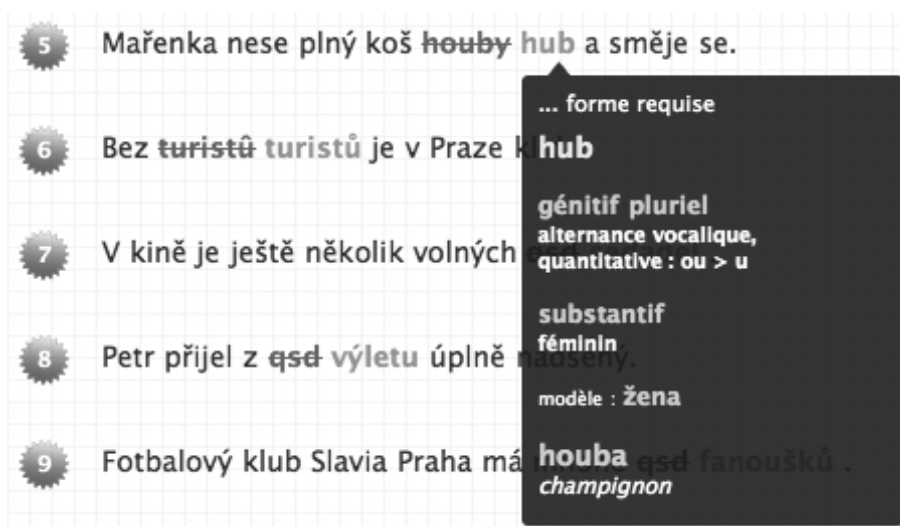 5 Mařenka nese plný koš houby hub a směje se.
... forme requise
hub
génitif pluriel
alternance vocalique,
quantitative : ou > u
substantif
féminin
modèle : žena
houba
champignon
6 Bez turistû turistů je v Praze
7 V kině je ještě několik volných
8 Petr přijel z qsd výletu úplně nadšený.
9 Fotbalový klub Slavia Praha má mnoho qsd fanoušků .